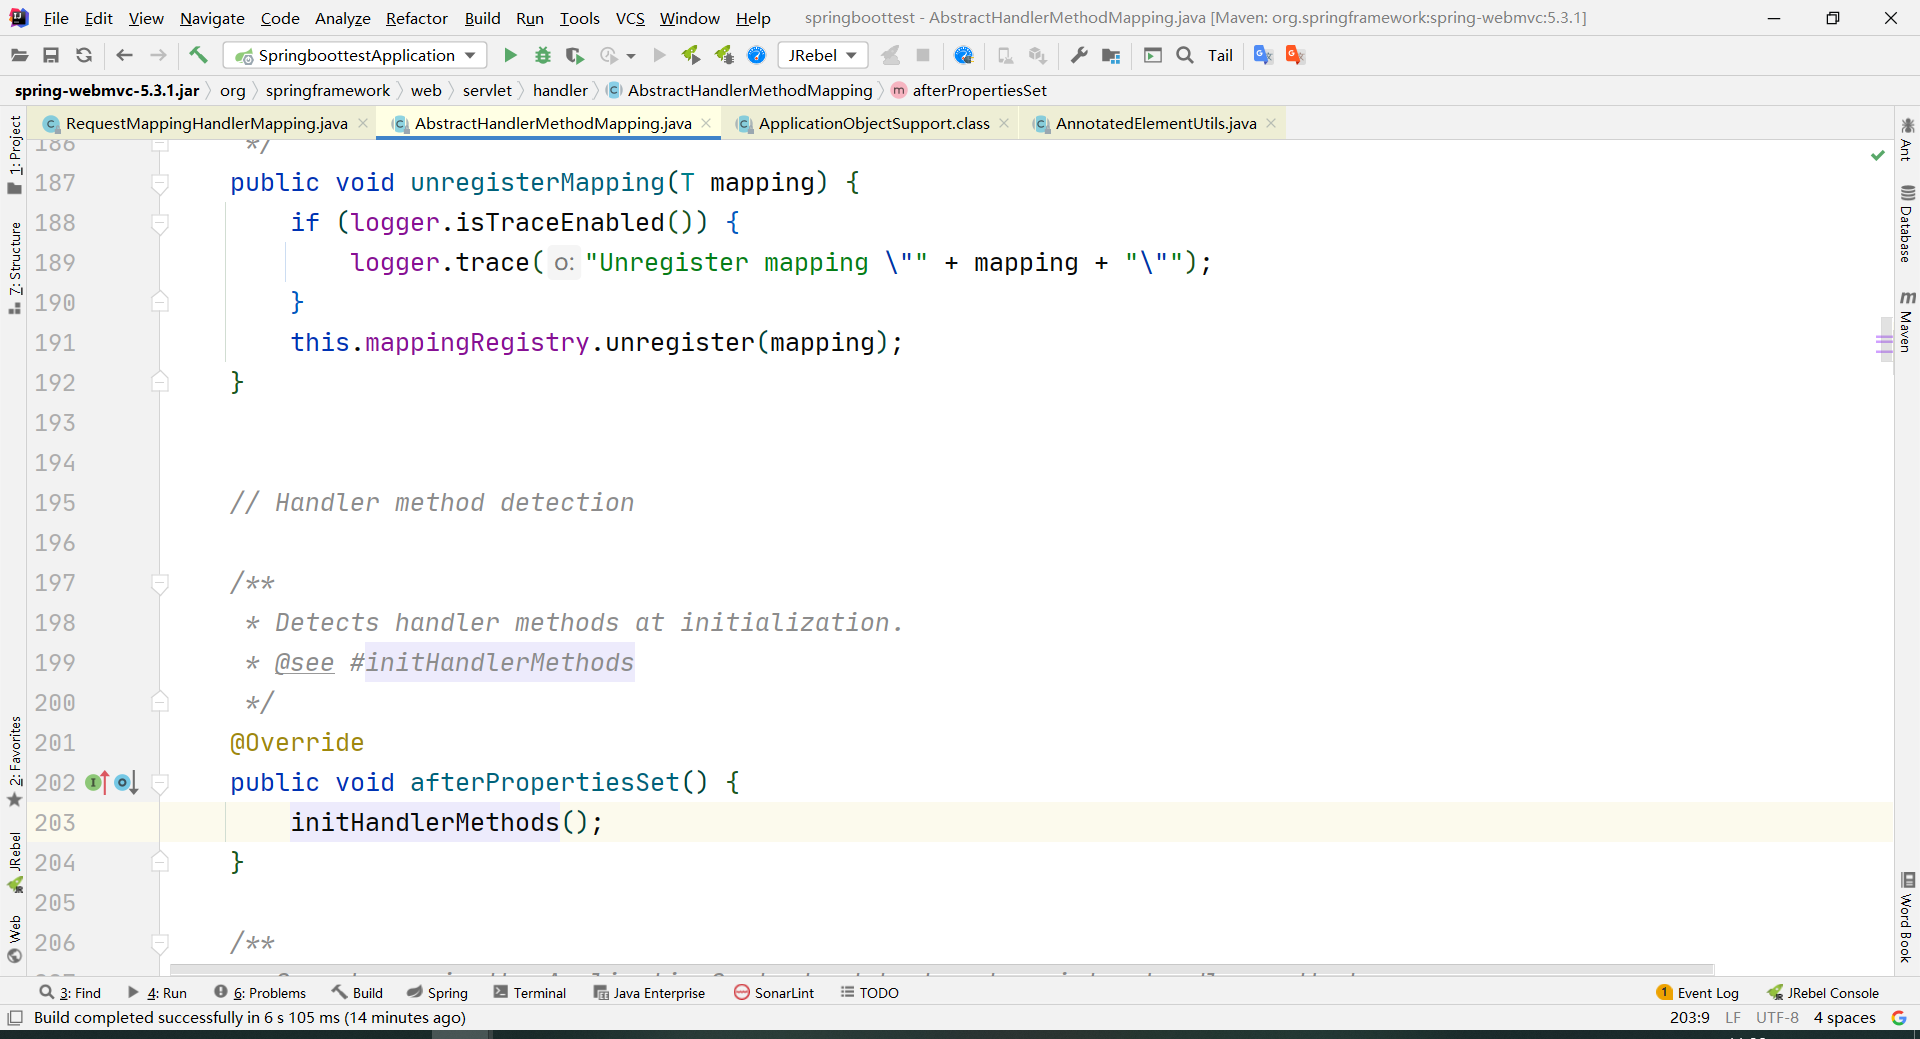 File Edit View Navigate Code Analyze Refactor Build Run Tools VCS Window Help springboottest - AbstractHandlerMethodMapping.java [Maven: org.springframework:spring-webmvc:5.3.1]
SpringboottestApplication JRebel Tail
spring-webmvc-5.3.1.jar org springframework web servlet handler AbstractHandlerMethodMapping afterPropertiesSet
RequestMappingHandlerMapping.java AbstractHandlerMethodMapping.java ApplicationObjectSupport.class AnnotatedElementUtils.java
1: Project
7: Structure
2: Favorites
JRebel
Web
186 */
187 public void unregisterMapping(T mapping) {
188 if (logger.isTraceEnabled()) {
189 logger.trace( o: "Unregister mapping \"" + mapping + "\"");
190 }
191 this.mappingRegistry.unregister(mapping);
192 }
193
194
195 // Handler method detection
196
197 /**
198 * Detects handler methods at initialization.
199 * @see #initHandlerMethods
200 */
201 @Override
202 public void afterPropertiesSet() {
203 initHandlerMethods();
204 }
205
206 /**
Ant
Database
Maven
Word Book
3: Find 4: Run 6: Problems Build Spring Terminal Java Enterprise SonarLint TODO 1 Event Log JRebel Console
Build completed successfully in 6 s 105 ms (14 minutes ago) 203:9 LF UTF-8 4 spaces